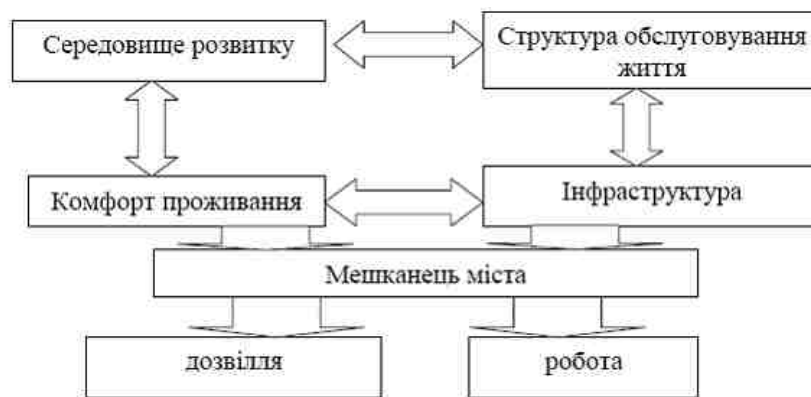 Середовище розвитку
Структура обслуговування
життя
Комфорт проживання
Інфраструктура
Мешканець міста
дозвілля
робота